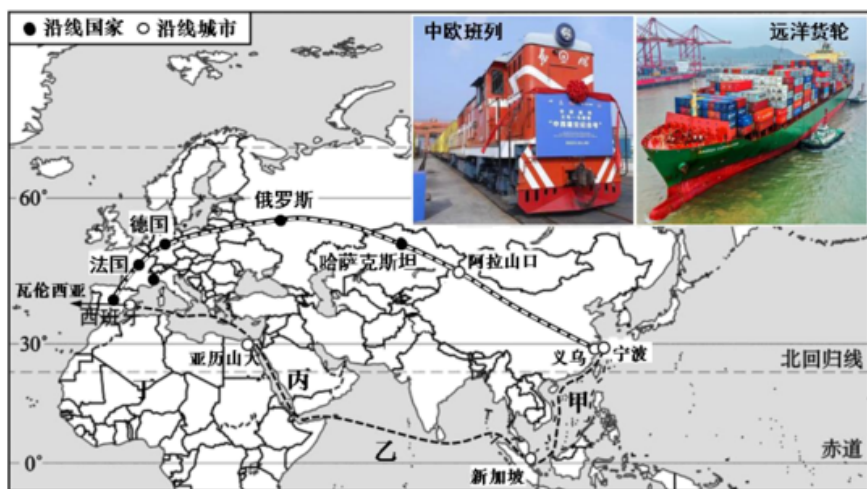 ● 沿线国家 ○ 沿线城市
中欧班列
远洋货轮
60°
俄罗斯
德国
哈萨克斯坦
阿拉山口
法国
瓦伦西亚
西班牙
30°
亚历山大
义乌
宁波
北回归线
丙
丁
甲
乙
赤道
新加坡
0°